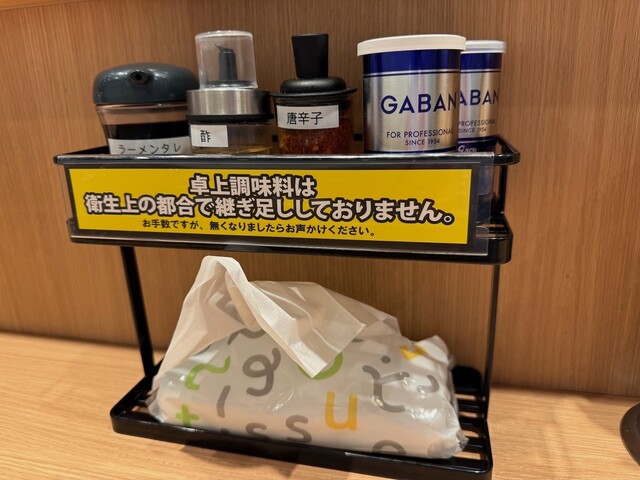 ラーメンタレ
酢
唐辛子
GABAN
FOR PROFESSIONAL
SINCE 1954
ABAN
PROFESSIONAL
SINCE 1954
卓上調味料は
衛生上の都合で継ぎ足ししておりません。
お手数ですが、無くなりましたらお声かけください。